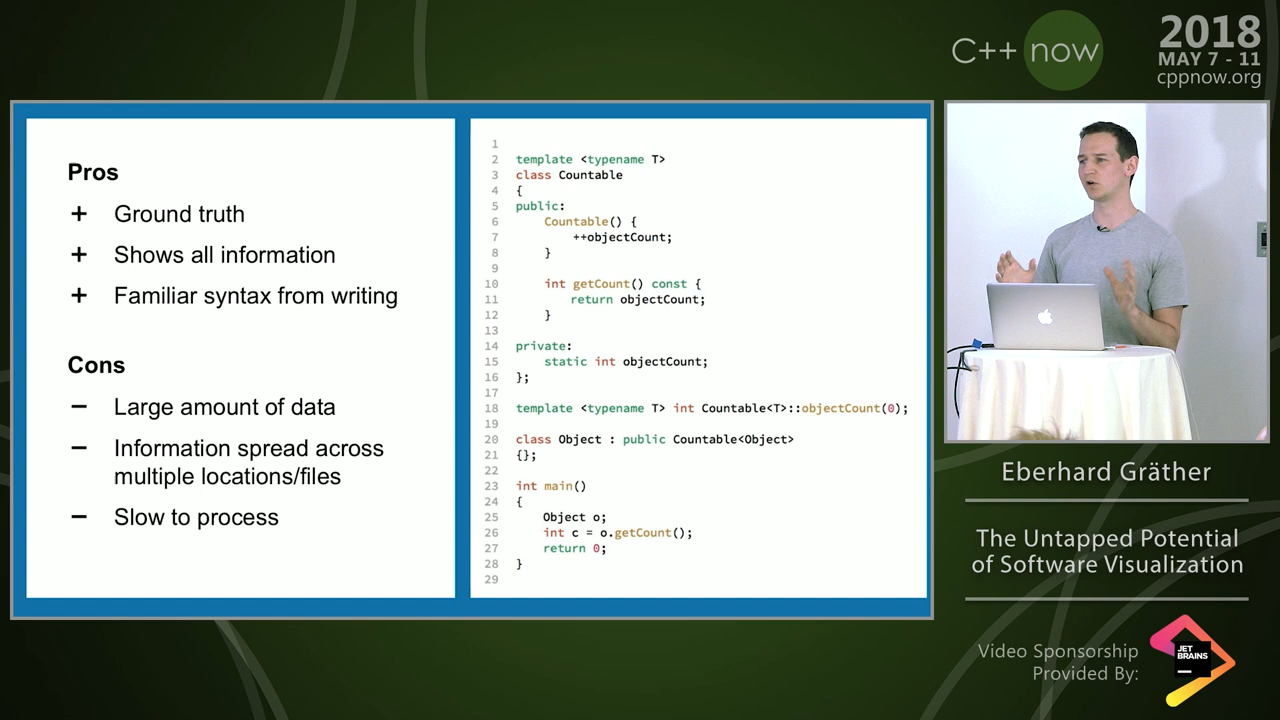 C++ now
2018
MAY 7 - 11
cppnow.org
Pros
+ Ground truth
+ Shows all information
+ Familiar syntax from writing
Cons
− Large amount of data
− Information spread across
multiple locations/files
− Slow to process
1
2 template <typename T>
3 class Countable
4 {
5 public:
6     Countable() {
7         ++objectCount;
8     }
9
10     int getCount() const {
11         return objectCount;
12     }
13
14 private:
15     static int objectCount;
16 };
17
18 template <typename T> int Countable<T>::objectCount(0);
19
20 class Object : public Countable<Object>
21 {};
22
23 int main()
24 {
25     Object o;
26     int c = o.getCount();
27     return 0;
28 }
29
Eberhard Gräther
The Untapped Potential
of Software Visualization
Video Sponsorship
Provided By:
JET
BRAINS